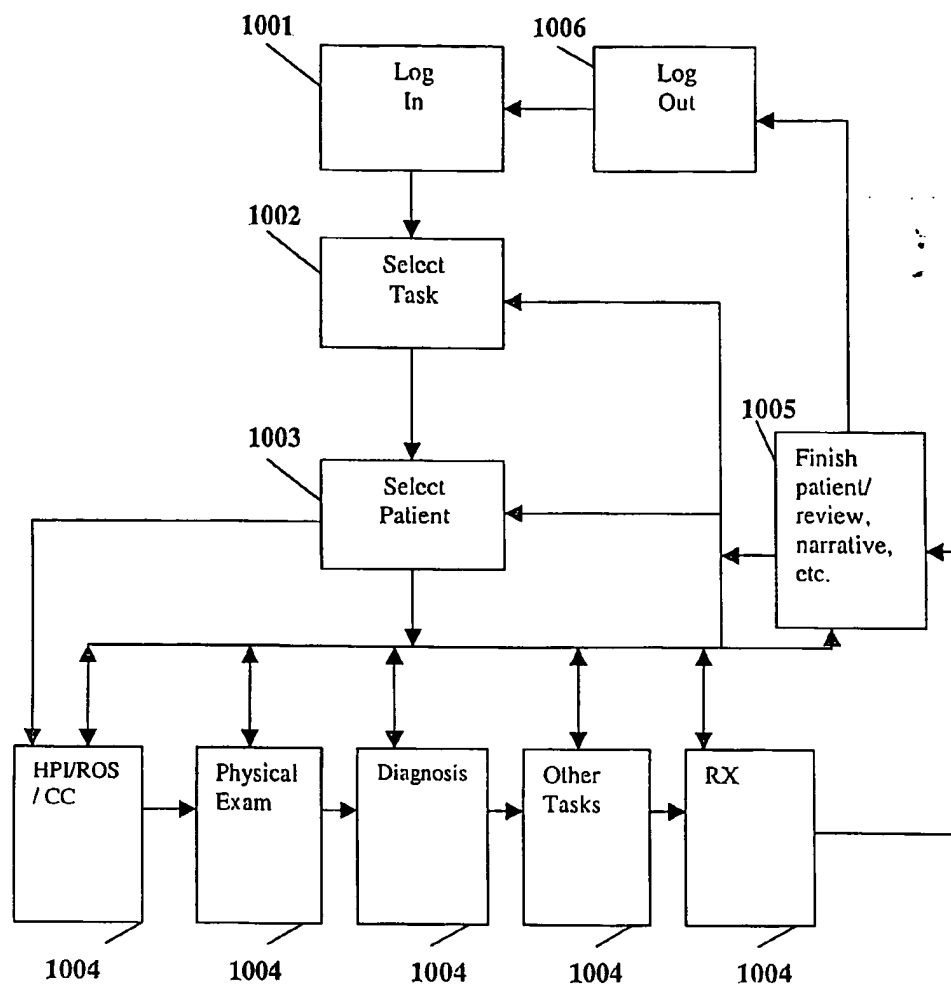 1001
Log
In
1006
Log
Out
1002
Select
Task
1003
Select
Patient
1005
Finish
patient/
review,
narrative,
etc.
HPI/ROS
/ CC
Physical
Exam
Diagnosis
Other
Tasks
RX
1004
1004
1004
1004
1004